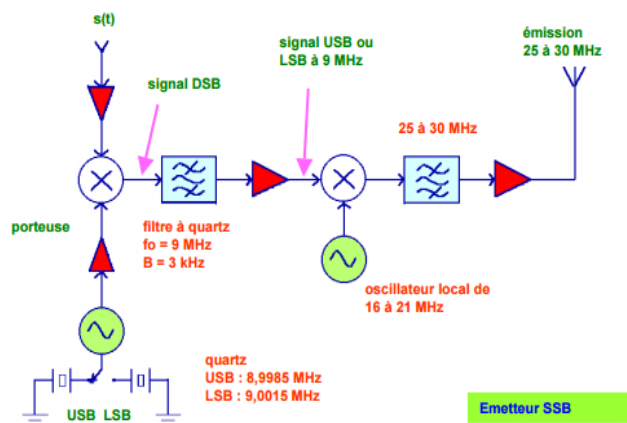 s(t)
signal DSB
signal USB ou
LSB à 9 MHz
émission
25 à 30 MHz
25 à 30 MHz
porteuse
filtre à quartz
fo = 9 MHz
B = 3 kHz
oscillateur local de
16 à 21 MHz
quartz
USB : 8,9985 MHz
LSB : 9,0015 MHz
USB LSB
Emetteur SSB